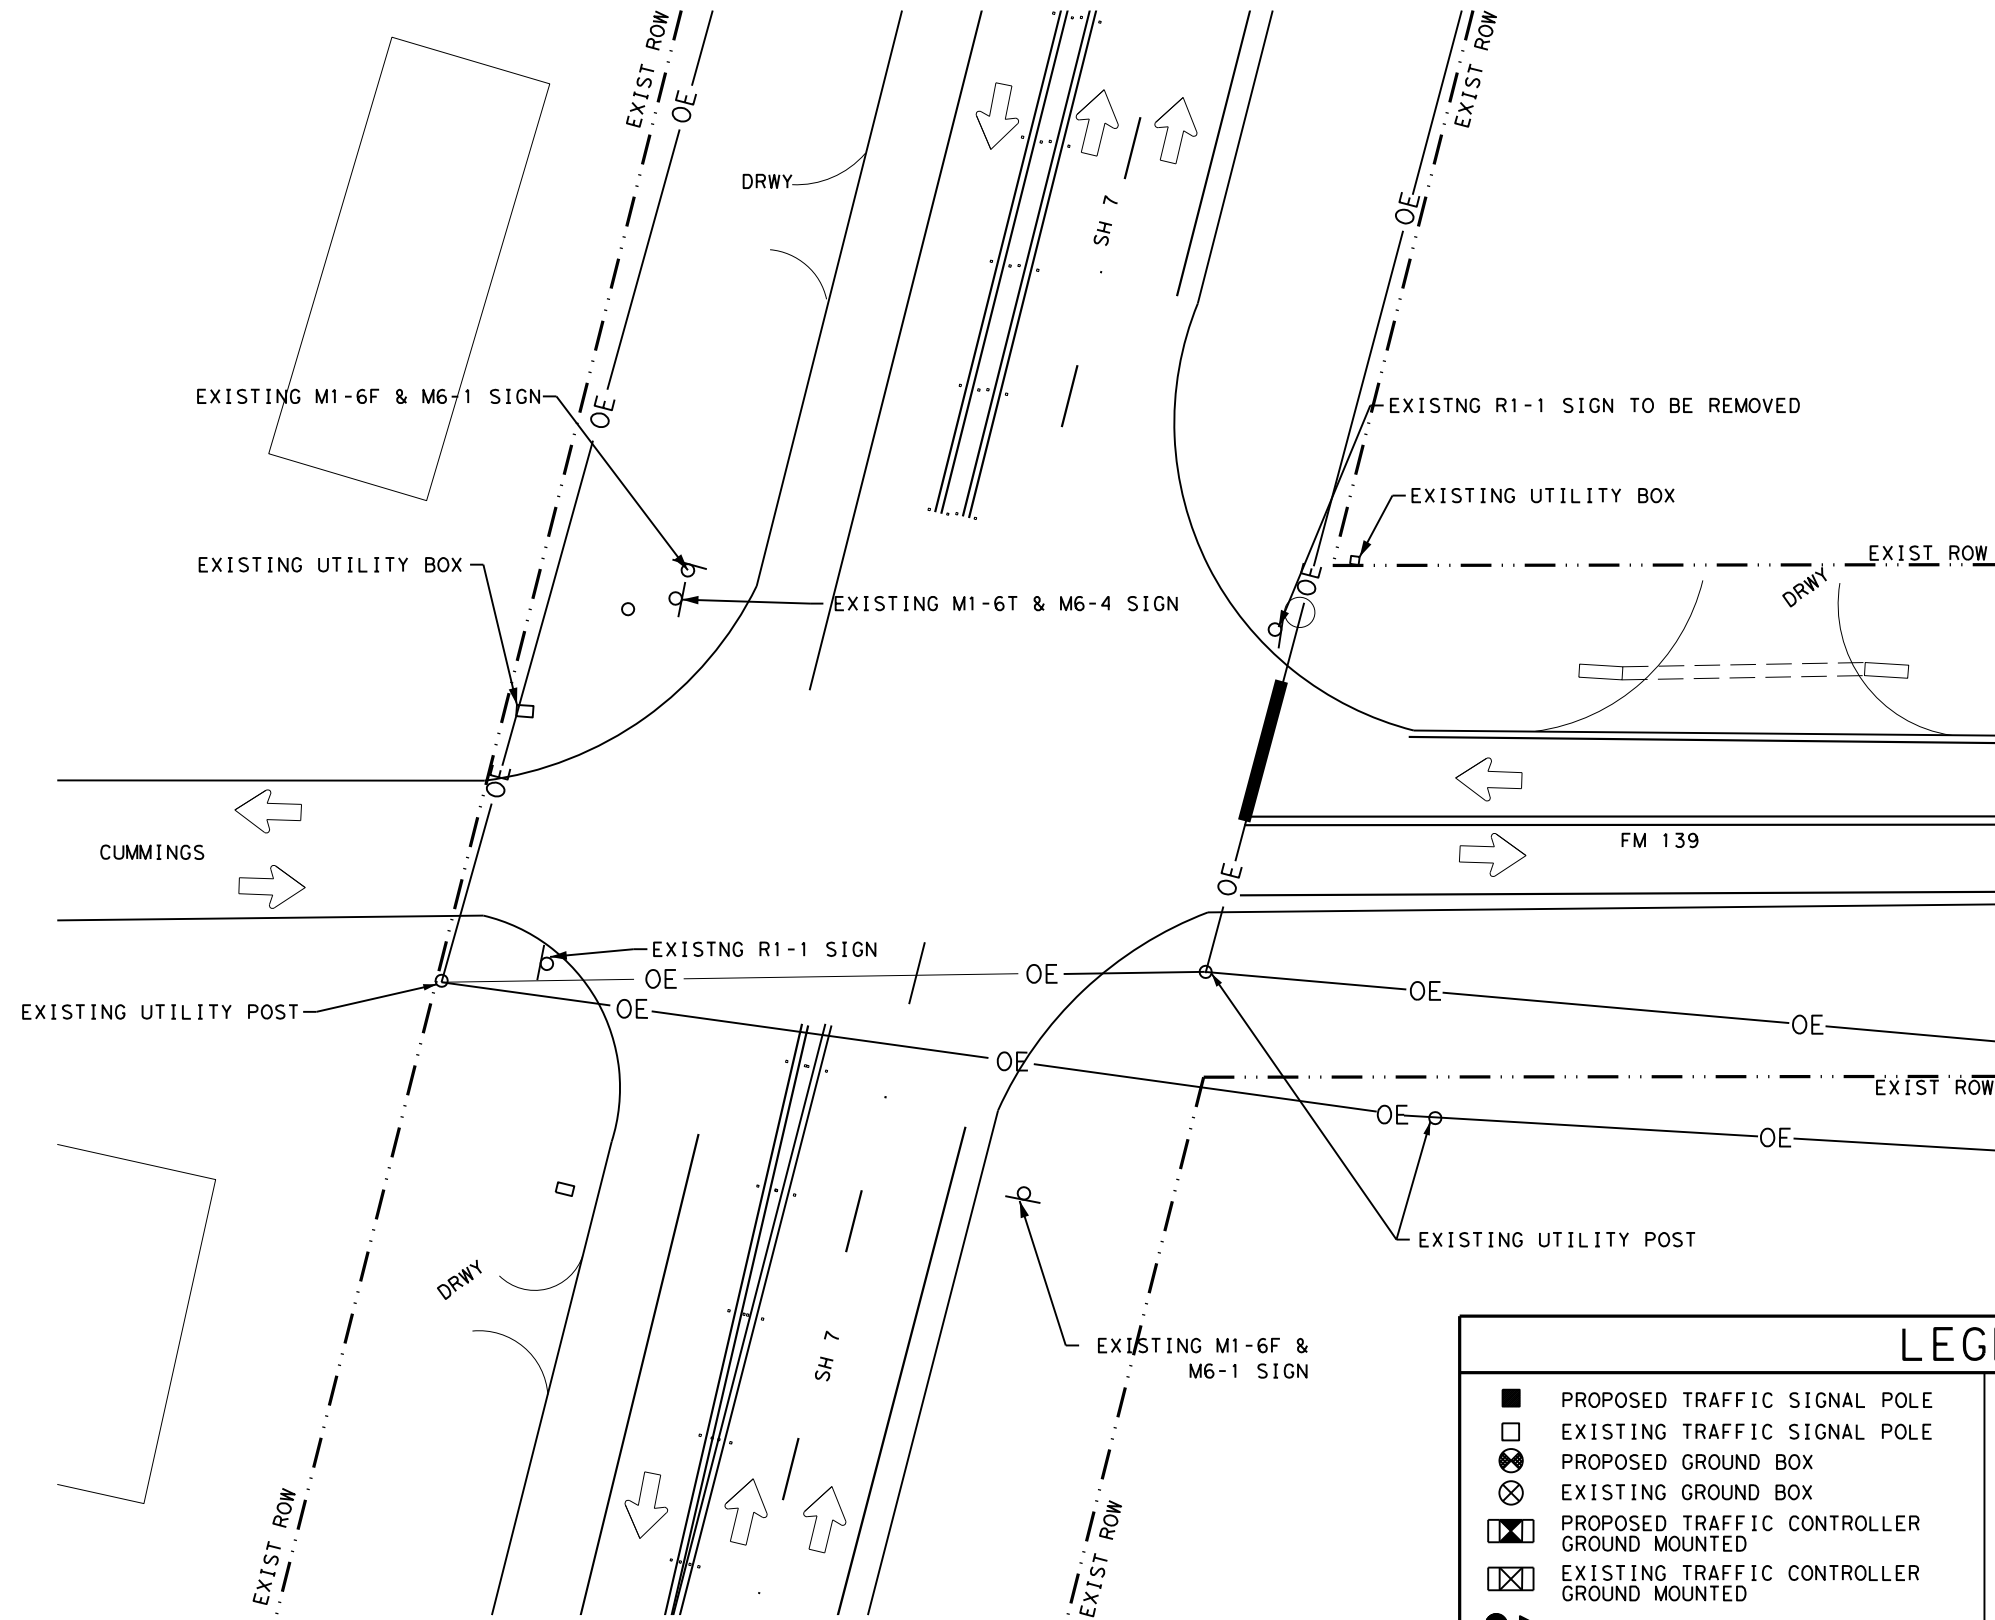 EXIST ROW
OE
EXIST ROW
DRWY
OE
SH 7
EXISTING M1-6F & M6-1 SIGN
OE
EXISTNG R1-1 SIGN TO BE REMOVED
EXISTING UTILITY BOX
EXIST ROW
EXISTING UTILITY BOX
OE
DRWY
EXISTING M1-6T & M6-4 SIGN
OE
FM 139
CUMMINGS
OE
EXISTNG R1-1 SIGN
OE
OE
OE
EXISTING UTILITY POST
OE
OE
OE
EXIST ROW
OE
OE
EXISTING UTILITY POST
DRWY
SH 7
EXISTING M1-6F &
M6-1 SIGN
EXIST ROW
EXIST ROW
PROPOSED TRAFFIC SIGNAL POLE
EXISTING TRAFFIC SIGNAL POLE
PROPOSED GROUND BOX
EXISTING GROUND BOX
PROPOSED TRAFFIC CONTROLLER
GROUND MOUNTED
EXISTING TRAFFIC CONTROLLER
GROUND MOUNTED